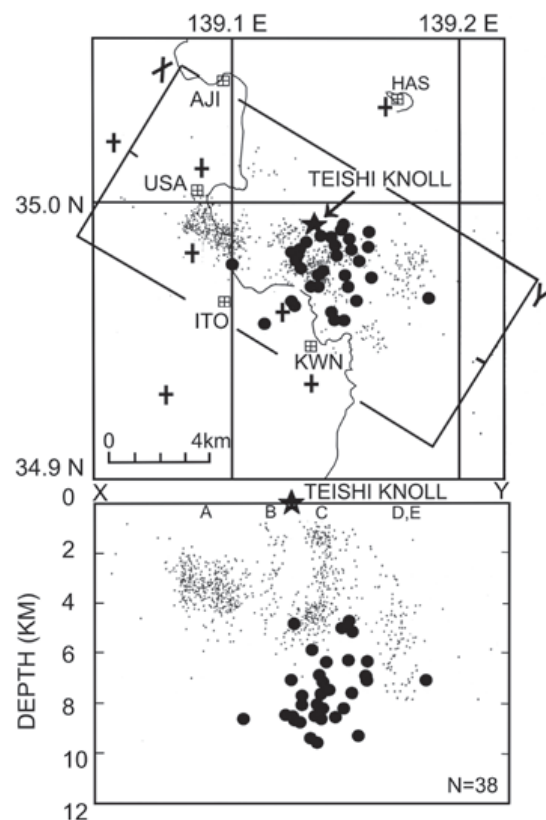 139.1 E 139.2 E
X
HAS
AJI
USA
TEISHI KNOLL
35.0 N
Y
ITO
KWN
0 4km
34.9 N
X TEISHI KNOLL Y
0
A B C D,E
2
4
6
8
10
12
DEPTH (KM)
N=38